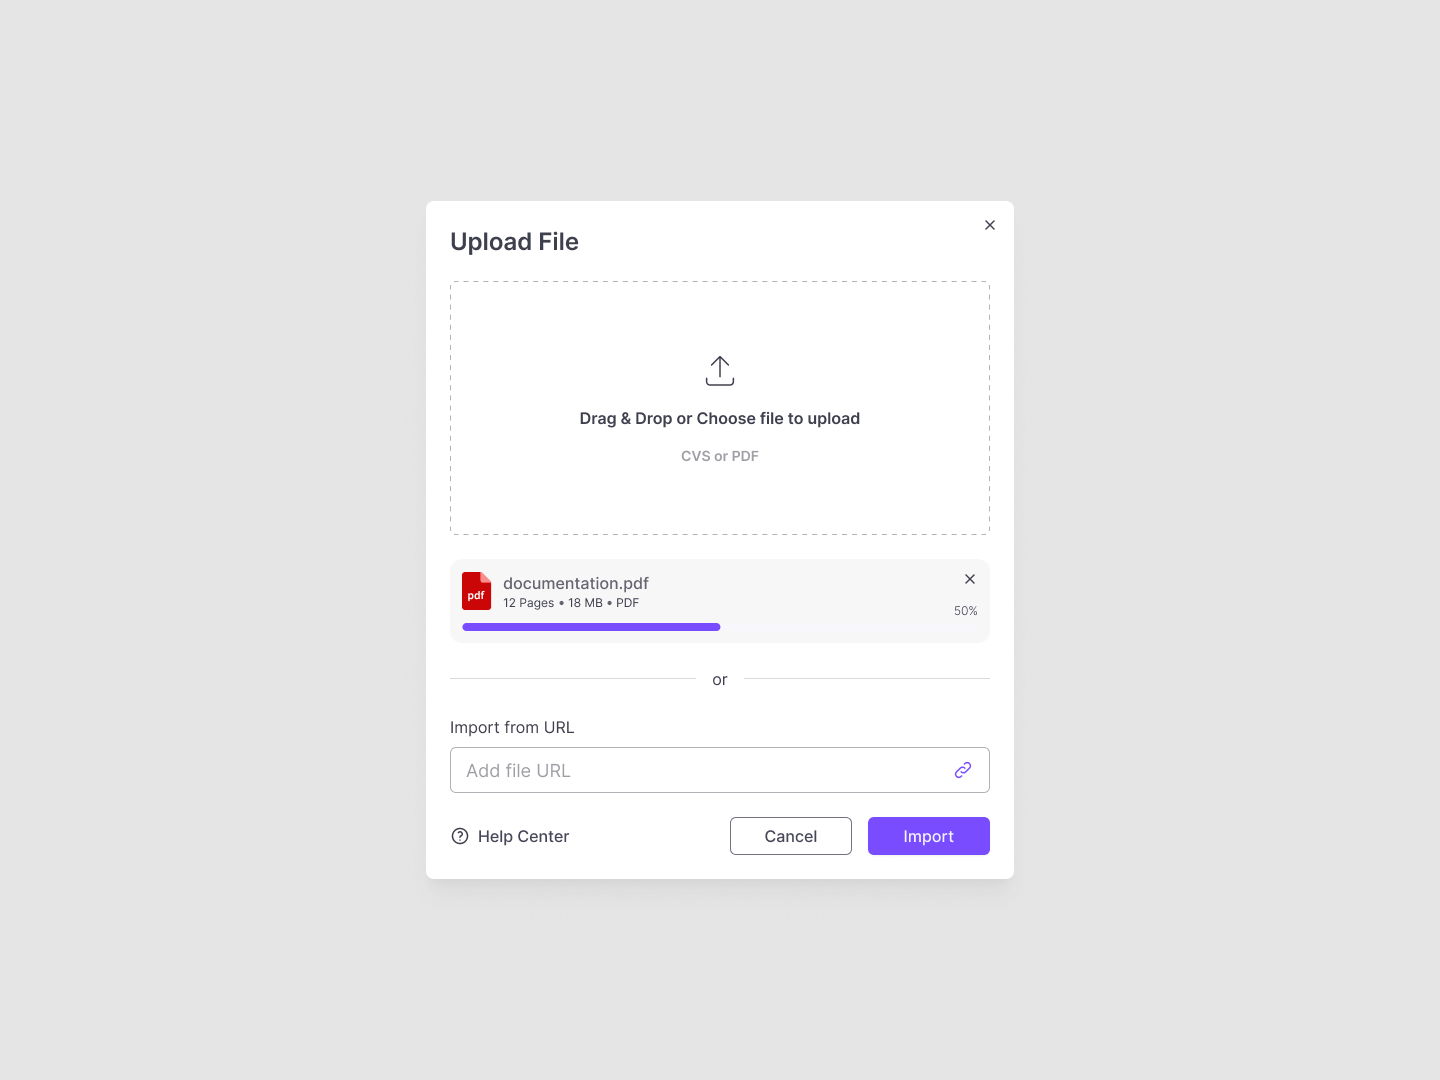 Upload File
Drag & Drop or Choose file to upload
CVS or PDF
pdf
documentation.pdf
12 Pages • 18 MB • PDF
50%
or
Import from URL
Add file URL
Help Center
Cancel
Import